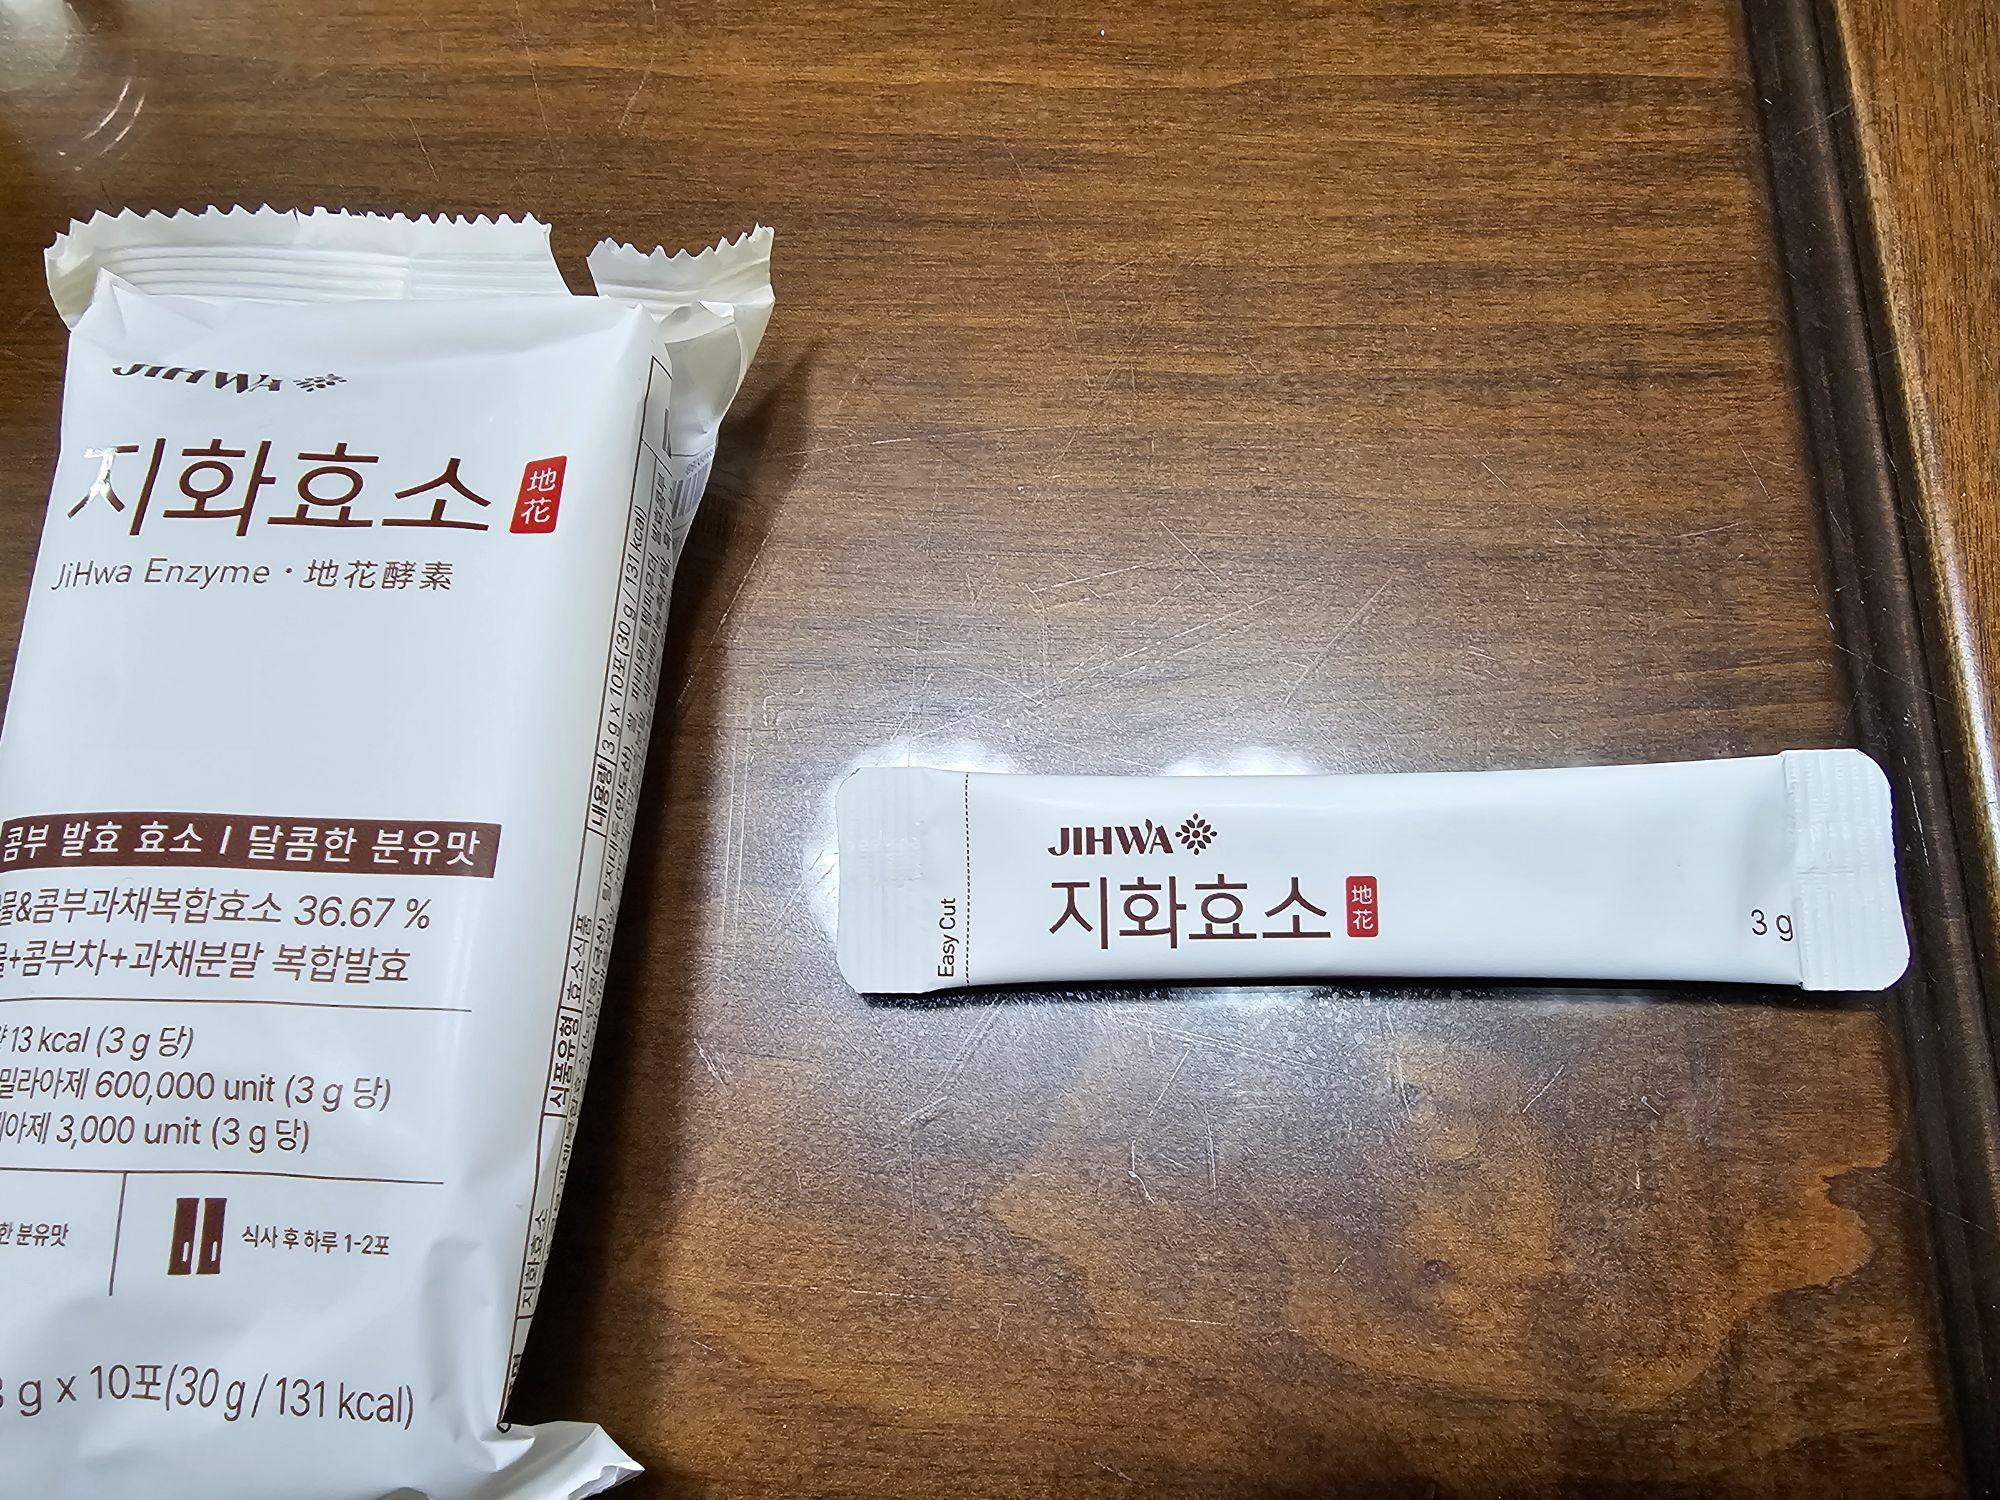 JIHWA
지화효소
地花
JiHwa Enzyme · 地花酵素
콤부 발효 효소 | 달콤한 분유맛
물&콤부과채복합효소 36.67 %
+콤부차+과채분말 복합발효
13 kcal (3 g 당)
밀라아제 600,000 unit (3 g 당)
아제 3,000 unit (3 g 당)
한 분유맛
식사 후 하루 1-2포
g x 10포(30 g / 131 kcal)
내용량 3 g x 10포(30 g / 131 kcal)
식품유형 효소식품
지화효소
Easy Cut
JIHWA
지화효소
地花
3 g